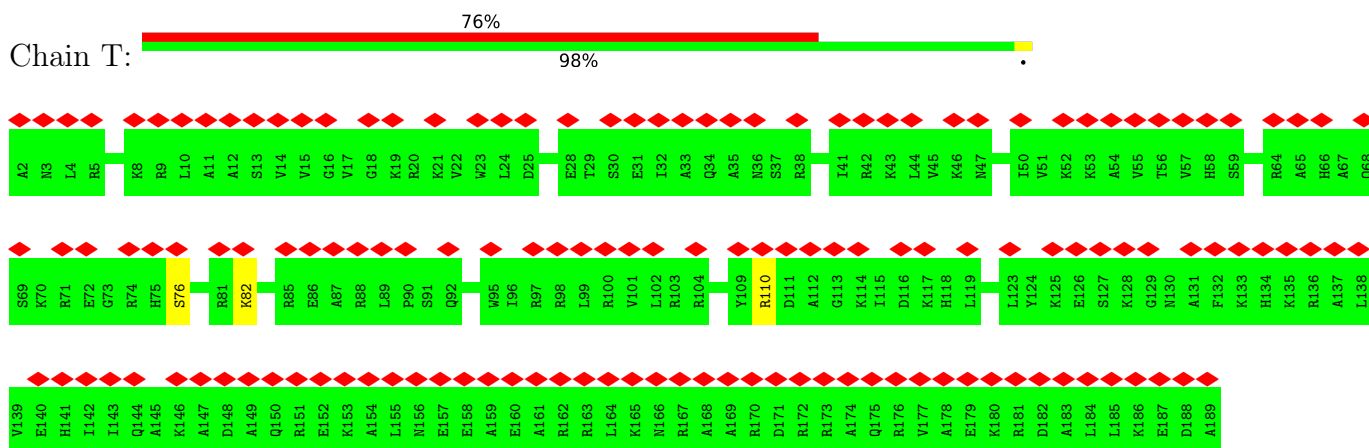 76%
Chain T:
98%
.
A2 N3 L4 R5 K8 R9 L10 A11 A12 S13 V14 V15 G16 V17 G18 K19 R20 K21 V22 W23 L24 D25 E28 T29 S30 E31 I32 A33 Q34 A35 N36 S37 R38 I41 R42 K43 L44 V45 K46 N47 I50 V51 K52 K53 A54 V55 T56 V57 H58 S59 R64 A65 H66 A67 Q68
S69 K70 R71 E72 G73 R74 H75 S76 R81 K82 R85 E86 A87 R88 L89 P90 S91 Q92 W95 I96 R97 R98 L99 R100 V101 L102 R103 R104 Y109 R110 D111 A112 G113 K114 I115 D116 K117 H118 L119 L123 Y124 K125 E126 S127 K128 G129 N130 A131 F132 K133 H134 K135 R136 A137 L138
V139 E140 H141 I142 I143 Q144 A145 K146 A147 D148 A149 Q150 R151 E152 K153 A154 L155 N156 E157 E158 A159 E160 A161 R162 R163 L164 K165 N166 R167 A168 A169 R170 D171 R172 R173 A174 Q175 R176 V177 A178 E179 K180 R181 D182 A183 L184 L185 K186 E187 D188 A189